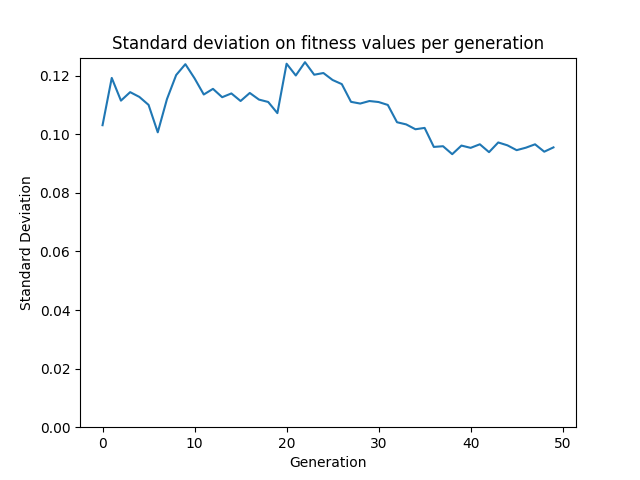 Standard deviation on fitness values per generation
0.12
0.10
0.08
0.06
0.04
0.02
0.00
Standard Deviation
0 10 20 30 40 50
Generation